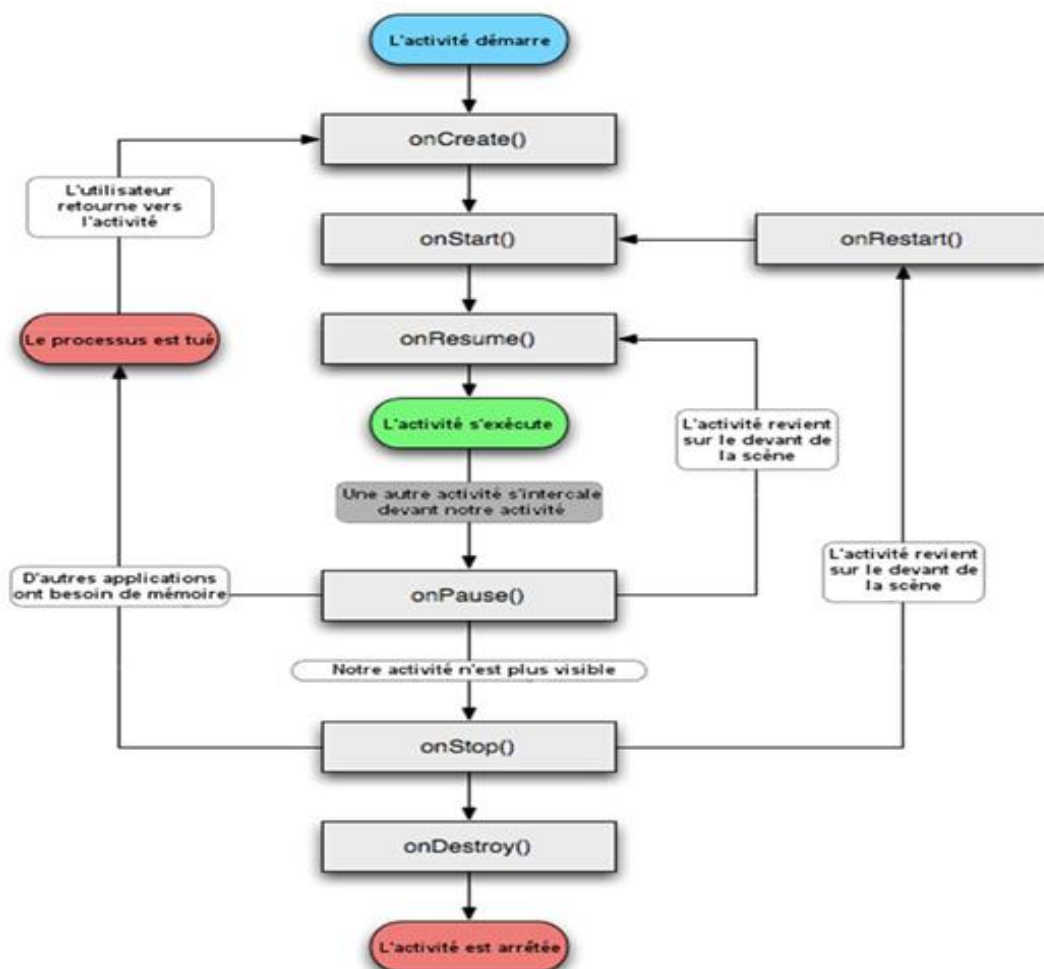 L'activité démarre
onCreate()
L'utilisateur
retourne vers
l'activité
onStart()
onRestart()
onResume()
Le processus est tué
L'activité s'exécute
L'activité revient
sur le devant de
la scène
Une autre activité s'intercale
devant notre activité
L'activité revient
sur le devant de
la scène
D'autres applications
ont besoin de mémoire
onPause()
Notre activité n'est plus visible
onStop()
onDestroy()
L'activité est arrêtée